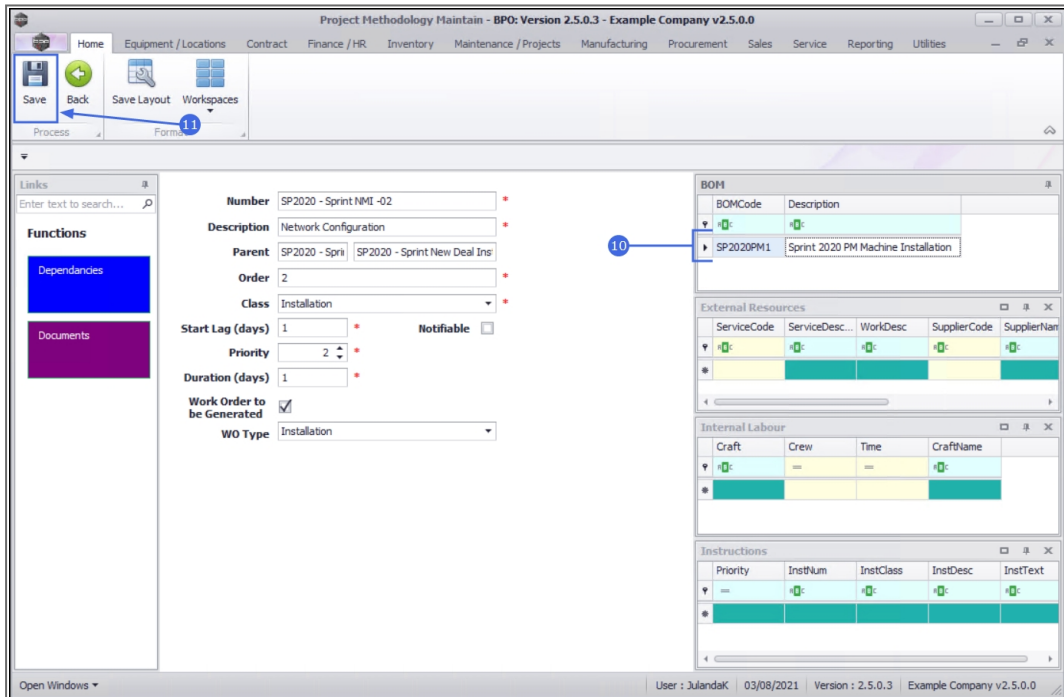 Project Methodology Maintain - BPO: Version 2.5.0.3 - Example Company v2.5.0.0
Home Equipment / Locations Contract Finance / HR Inventory Maintenance / Projects Manufacturing Procurement Sales Service Reporting Utilities
Save Back Save Layout Workspaces
11
Process
Links
Enter text to search...
Functions
Dependancies
Documents
Number SP2020 - Sprint NMI -02 *
Description Network Configuration *
Parent SP2020 - Spri SP2020 - Sprint New Deal Ins
Order 2 *
Class Installation *
Start Lag (days) 1 * Notifiable
Priority 2 *
Duration (days) 1 *
Work Order to
be Generated
WO Type Installation
BOM
BOMCode Description
10
SP2020PM1 Sprint 2020 PM Machine Installation
External Resources
ServiceCode ServiceDesc... WorkDesc SupplierCode SupplierNam
Internal Labour
Craft Crew Time CraftName
= =
Instructions
Priority InstNum InstClass InstDesc InstText
=
Open Windows User : JulandaK 03/08/2021 Version : 2.5.0.3 Example Company v2.5.0.0